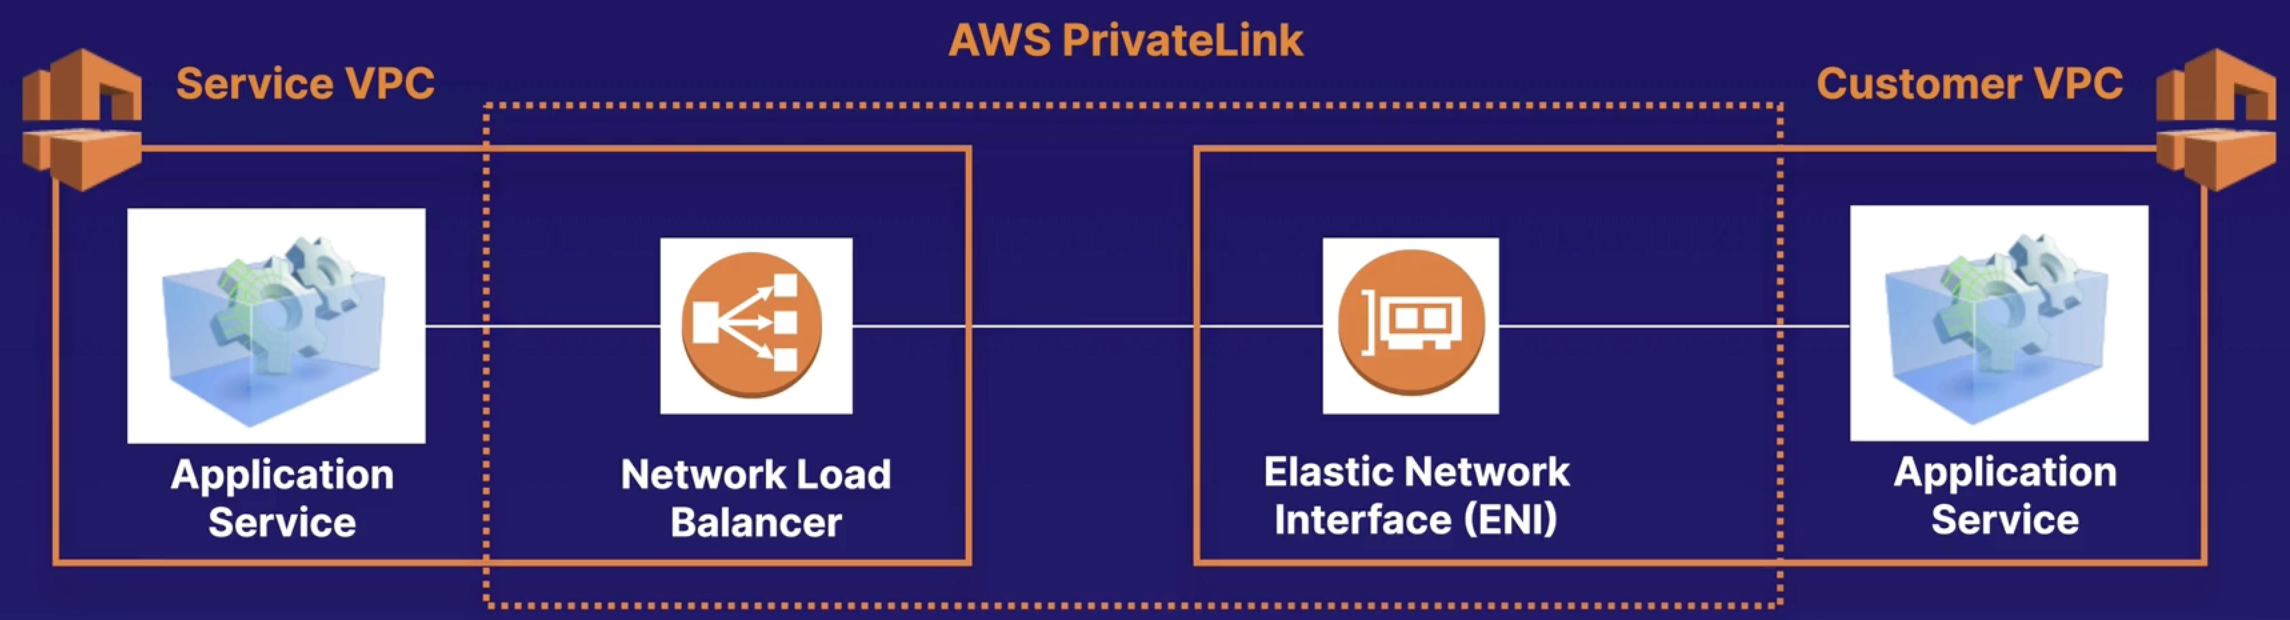 AWS PrivateLink
Service VPC
Customer VPC
Application
Service
Network Load
Balancer
Elastic Network
Interface (ENI)
Application
Service